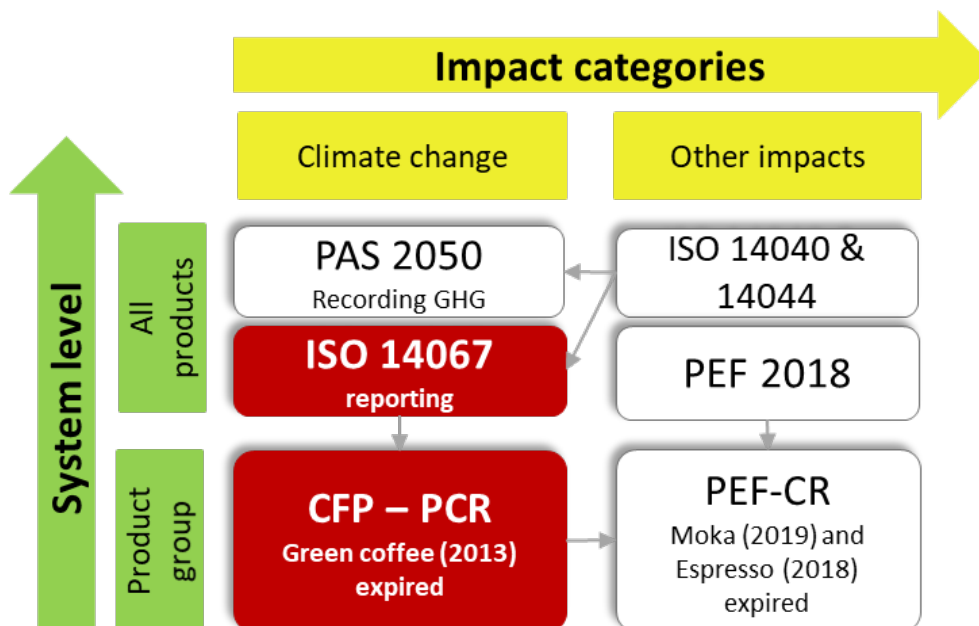 Impact categories
Climate change
Other impacts
System level
All
products
PAS 2050
Recording GHG
ISO 14040 &
14044
ISO 14067
reporting
PEF 2018
Product
group
CFP – PCR
Green coffee (2013)
expired
PEF-CR
Moka (2019) and
Espresso (2018)
expired